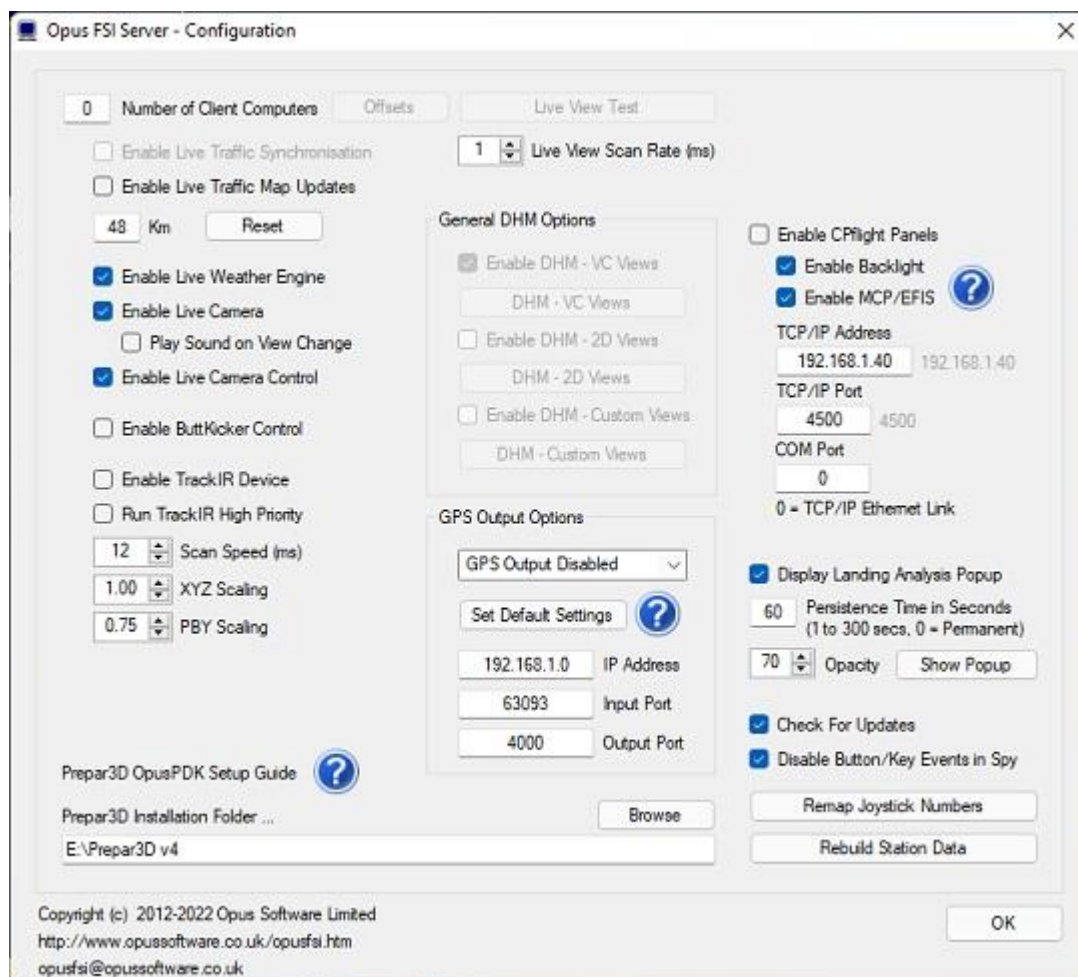 Opus FSI Server - Configuration
0 Number of Client Computers Offsets Live View Test
Enable Live Traffic Synchronisation
1 Live View Scan Rate (ms)
Enable Live Traffic Map Updates
48 Km Reset
Enable Live Weather Engine
Enable Live Camera
Play Sound on View Change
Enable Live Camera Control
Enable ButtKicker Control
Enable TrackIR Device
Run TrackIR High Priority
12 Scan Speed (ms)
1.00 XYZ Scaling
0.75 PBY Scaling
General DHM Options
Enable DHM - VC Views
DHM - VC Views
Enable DHM - 2D Views
DHM - 2D Views
Enable DHM - Custom Views
DHM - Custom Views
GPS Output Options
GPS Output Disabled
Set Default Settings ?
192.168.1.0 IP Address
63093 Input Port
4000 Output Port
Enable CPflight Panels
Enable Backlight
Enable MCP/EFIS ?
TCP/IP Address
192.168.1.40 192.168.1.40
TCP/IP Port
4500 4500
COM Port
0
0 = TCP/IP Ethernet Link
Display Landing Analysis Popup
60 Persistence Time in Seconds
(1 to 300 secs, 0 = Permanent)
70 Opacity Show Popup
Check For Updates
Disable Button/Key Events in Spy
Remap Joystick Numbers
Rebuild Station Data
Prepar3D OpusPDK Setup Guide ?
Prepar3D Installation Folder ... Browse
E:\Prepar3D v4
Copyright (c) 2012-2022 Opus Software Limited
http://www.opussoftware.co.uk/opusfsi.htm
opusfsi@opussoftware.co.uk
OK